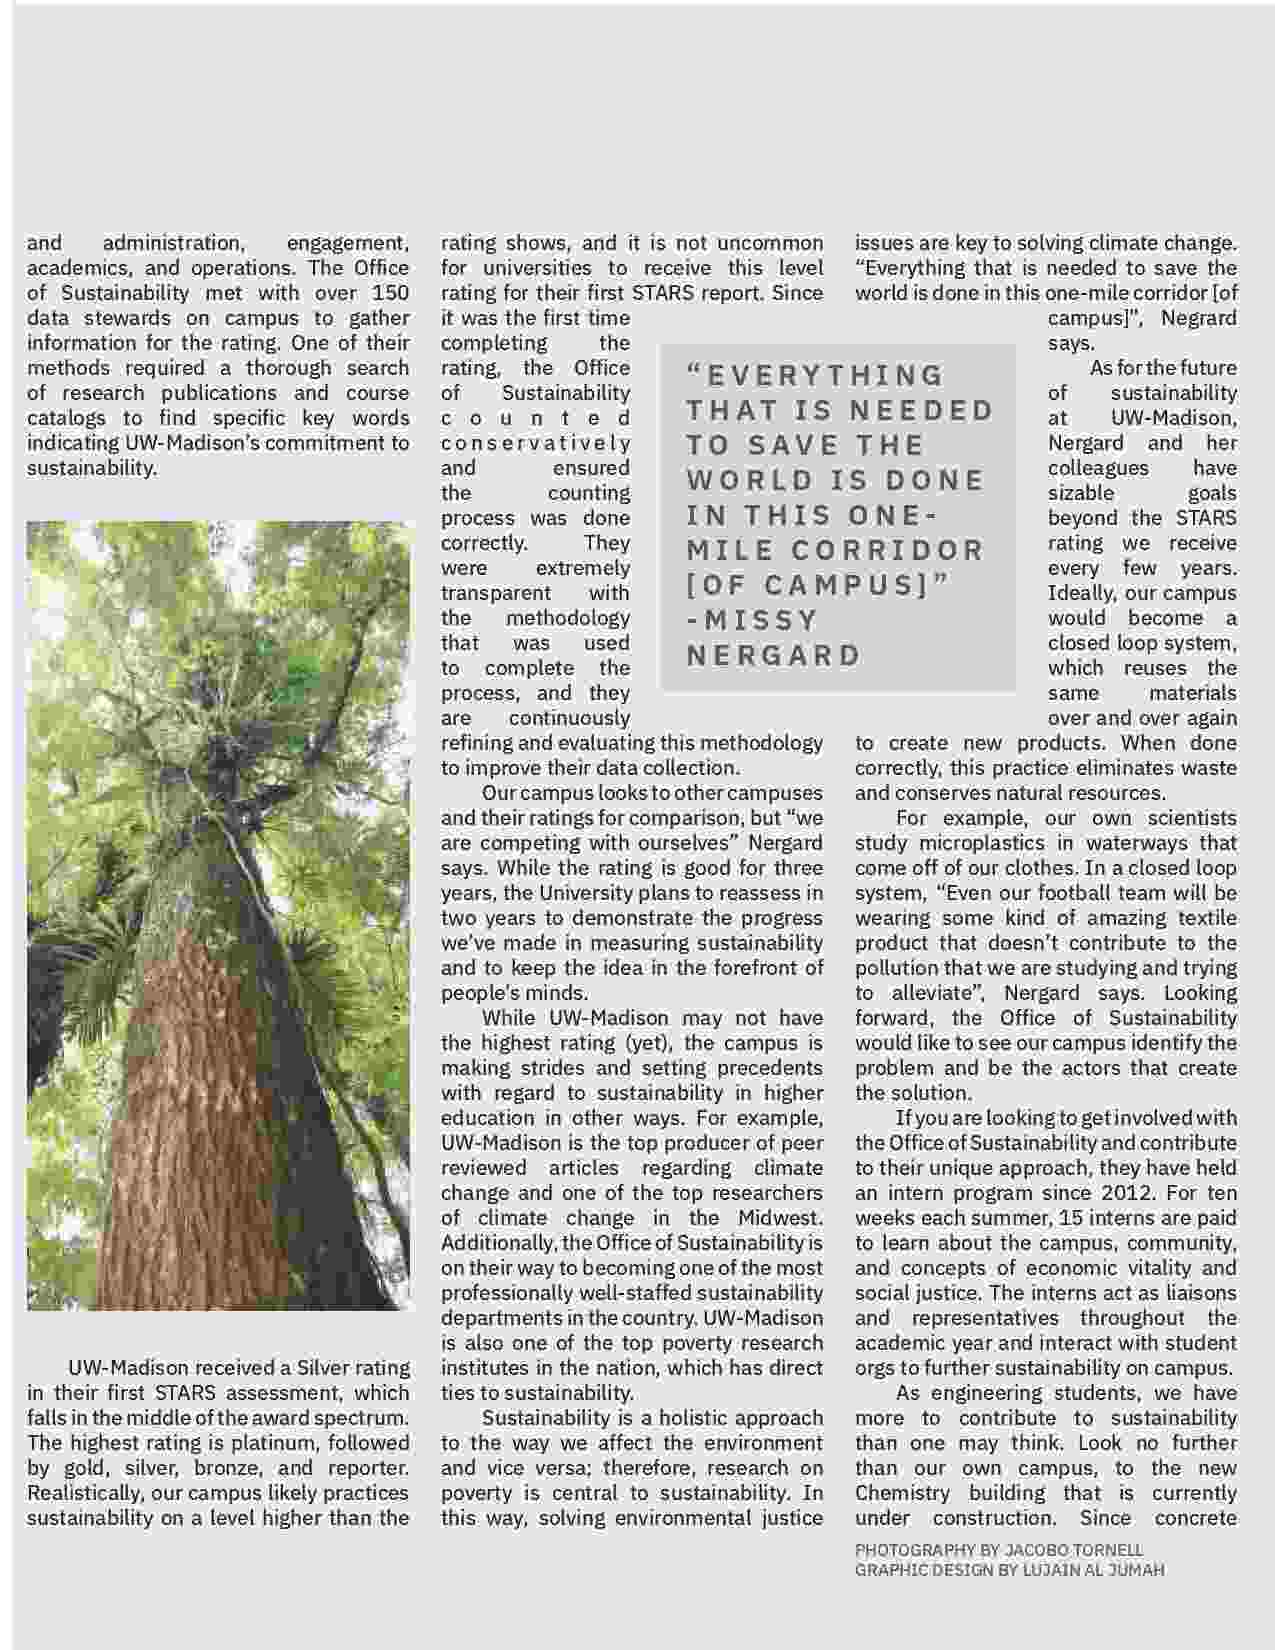 and administration, engagement,
academics, and operations. The Office
of Sustainability met with over 150
data stewards on campus to gather
information for the rating. One of their
methods required a thorough search
of research publications and course
catalogs to find specific key words
indicating UW-Madison's commitment to
sustainability.
UW-Madison received a Silver rating
in their first STARS assessment, which
falls in the middle of the award spectrum.
The highest rating is platinum, followed
by gold, silver, bronze, and reporter.
Realistically, our campus likely practices
sustainability on a level higher than the
rating shows, and it is not uncommon
for universities to receive this level
rating for their first STARS report. Since
it was the first time
completing the
rating, the Office
of Sustainability
counted
conservatively
and ensured
the counting
process was done
correctly. They
were extremely
transparent with
the methodology
that was used
to complete the
process, and they
are continuously
refining and evaluating this methodology
to improve their data collection.
Our campus looks to other campuses
and their ratings for comparison, but “we
are competing with ourselves” Nergard
says. While the rating is good for three
years, the University plans to reassess in
two years to demonstrate the progress
we've made in measuring sustainability
and to keep the idea in the forefront of
people's minds.
While UW-Madison may not have
the highest rating (yet), the campus is
making strides and setting precedents
with regard to sustainability in higher
education in other ways. For example,
UW-Madison is the top producer of peer
reviewed articles regarding climate
change and one of the top researchers
of climate change in the Midwest.
Additionally, the Office of Sustainability is
on their way to becoming one of the most
professionally well-staffed sustainability
departments in the country. UW-Madison
is also one of the top poverty research
institutes in the nation, which has direct
ties to sustainability.
Sustainability is a holistic approach
to the way we affect the environment
and vice versa; therefore, research on
poverty is central to sustainability. In
this way, solving environmental justice
“EVERYTHING
THAT IS NEEDED
TO SAVE THE
WORLD IS DONE
IN THIS ONE-
MILE CORRIDOR
[OF CAMPUS]”
-MISSY
NERGARD
issues are key to solving climate change.
“Everything that is needed to save the
world is done in this one-mile corridor [of
campus]”, Negrard
says.
As for the future
of sustainability
at UW-Madison,
Nergard and her
colleagues have
sizable goals
beyond the STARS
rating we receive
every few years.
Ideally, our campus
would become a
closed loop system,
which reuses the
same materials
over and over again
to create new products. When done
correctly, this practice eliminates waste
and conserves natural resources.
For example, our own scientists
study microplastics in waterways that
come off of our clothes. In a closed loop
system, “Even our football team will be
wearing some kind of amazing textile
product that doesn't contribute to the
pollution that we are studying and trying
to alleviate”, Nergard says. Looking
forward, the Office of Sustainability
would like to see our campus identify the
problem and be the actors that create
the solution.
If you are looking to get involved with
the Office of Sustainability and contribute
to their unique approach, they have held
an intern program since 2012. For ten
weeks each summer, 15 interns are paid
to learn about the campus, community,
and concepts of economic vitality and
social justice. The interns act as liaisons
and representatives throughout the
academic year and interact with student
orgs to further sustainability on campus.
As engineering students, we have
more to contribute to sustainability
than one may think. Look no further
than our own campus, to the new
Chemistry building that is currently
under construction. Since concrete
PHOTOGRAPHY BY JACOBO TORNELL
GRAPHIC DESIGN BY LUJAIN AL JUMAH